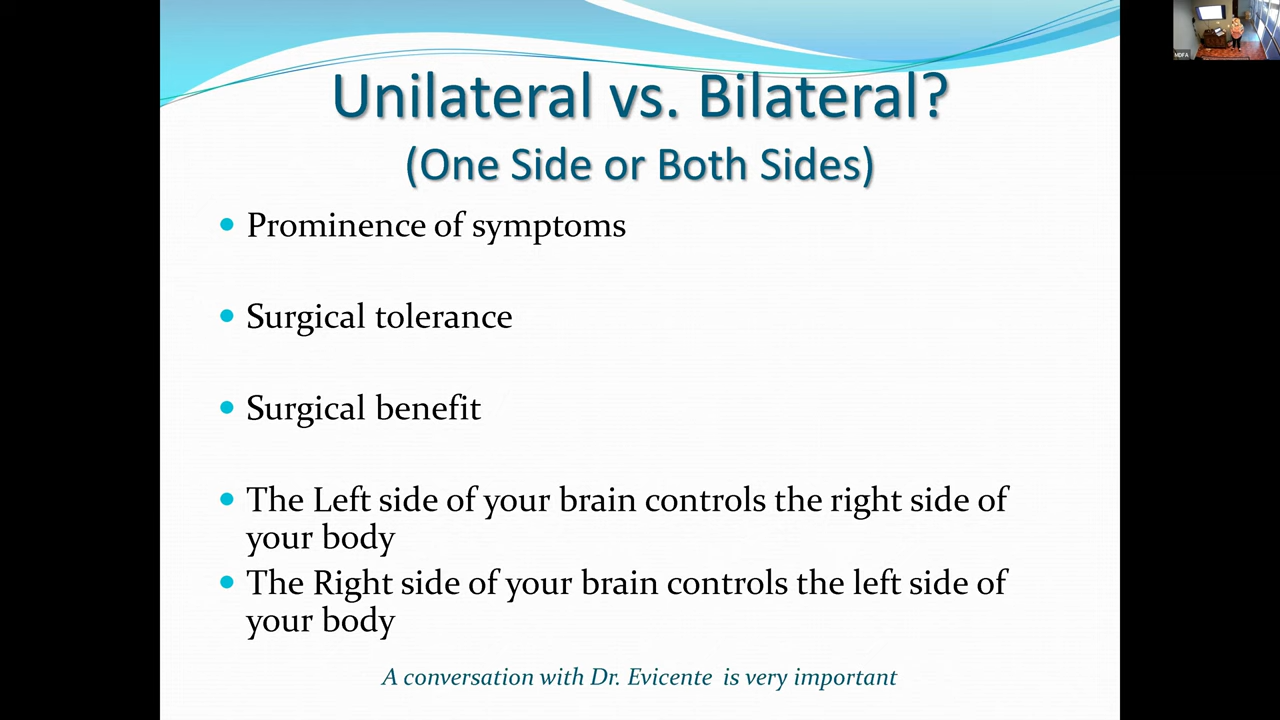 Unilateral vs. Bilateral?
(One Side or Both Sides)
• Prominence of symptoms
• Surgical tolerance
• Surgical benefit
• The Left side of your brain controls the right side of
your body
• The Right side of your brain controls the left side of
your body
A conversation with Dr. Evicente is very important
MDFA